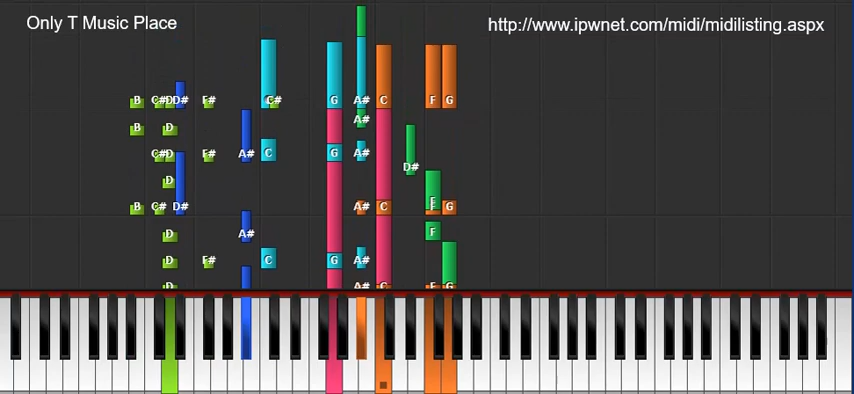 Only T Music Place
http://www.ipwnet.com/midi/midilisting.aspx
B C# D D# F# C# G A# C F G
A#
B D
C# D F# A# C G A#
D#
D
B C# D# A# C F G
D A# F
D F# C G A#
D A# C F G